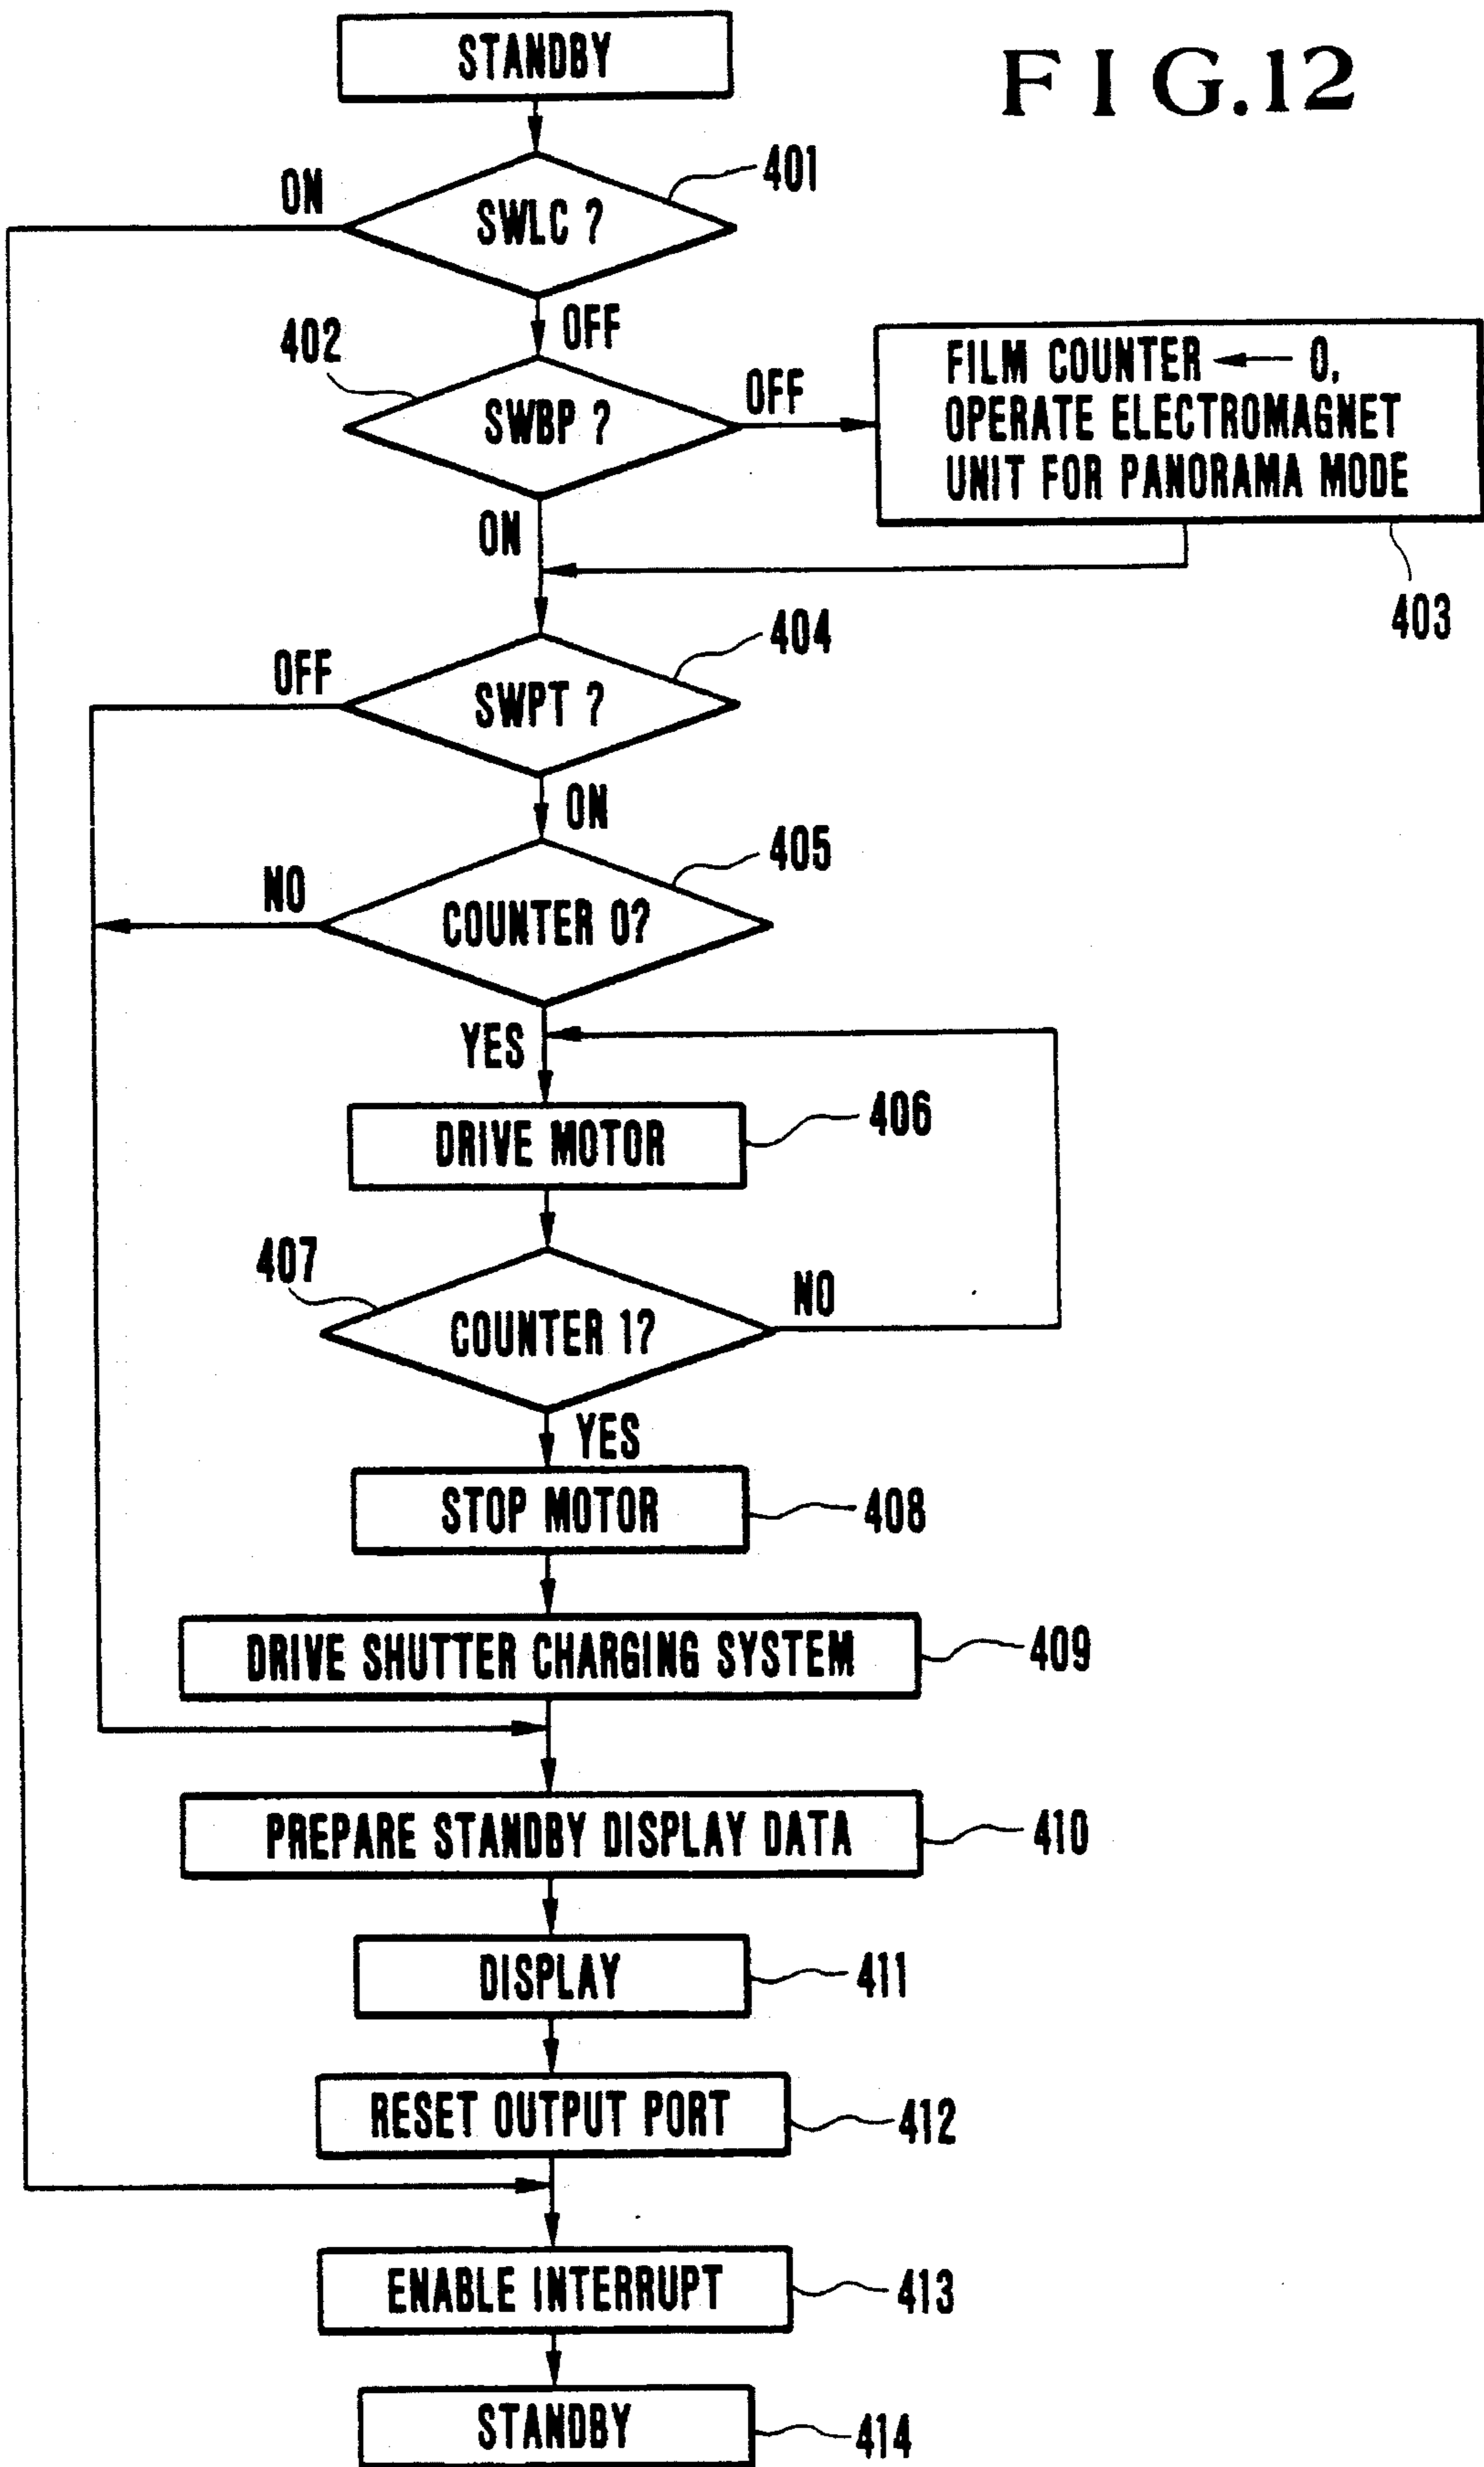 STANDBY
FIG.12
401
ON
SWLC ?
OFF
402
SWBP ?
OFF
FILM COUNTER ← 0,
OPERATE ELECTROMAGNET
UNIT FOR PANORAMA MODE
ON
403
404
OFF
SWPT ?
ON
405
NO
COUNTER 0?
YES
DRIVE MOTOR
406
407
NO
COUNTER 1?
YES
STOP MOTOR
408
DRIVE SHUTTER CHARGING SYSTEM
409
PREPARE STANDBY DISPLAY DATA
410
DISPLAY
411
RESET OUTPUT PORT
412
ENABLE INTERRUPT
413
STANDBY
414